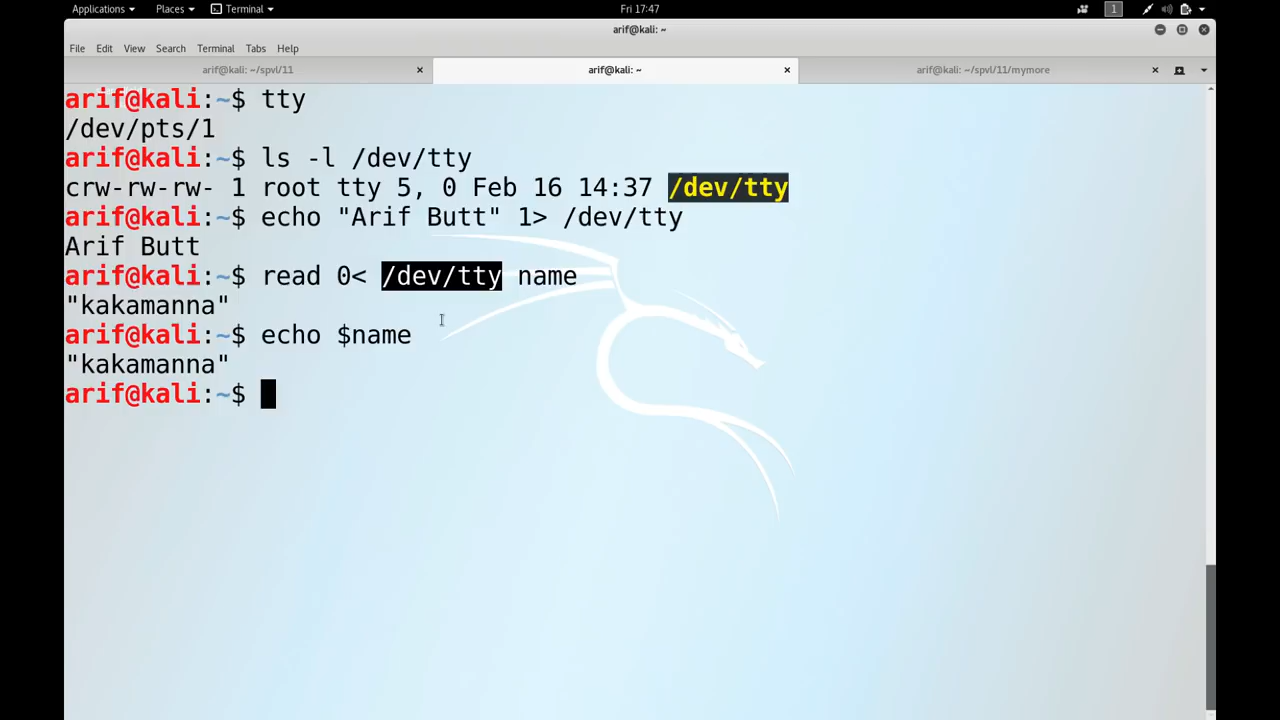 Applications Places Terminal Fri 17:47 1
arif@kali: ~
File Edit View Search Terminal Tabs Help
arif@kali: ~/spvl/11 arif@kali: ~ arif@kali: ~/spvl/11/mymore
arif@kali:~$ tty
/dev/pts/1
arif@kali:~$ ls -l /dev/tty
crw-rw-rw- 1 root tty 5, 0 Feb 16 14:37 /dev/tty
arif@kali:~$ echo "Arif Butt" 1> /dev/tty
Arif Butt
arif@kali:~$ read 0< /dev/tty name
"kakamanna"
arif@kali:~$ echo $name
"kakamanna"
arif@kali:~$